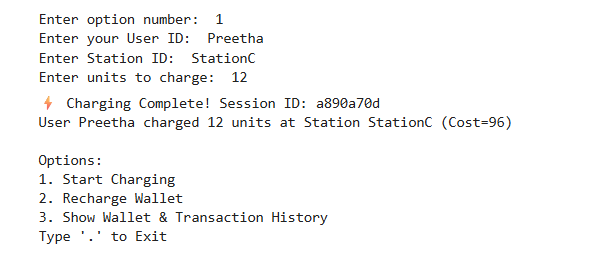 Enter option number:  1
Enter your User ID:  Preetha
Enter Station ID:  StationC
Enter units to charge:  12
⚡ Charging Complete! Session ID: a890a70d
User Preetha charged 12 units at Station StationC (Cost=96)

Options:
1. Start Charging
2. Recharge Wallet
3. Show Wallet & Transaction History
Type '.' to Exit